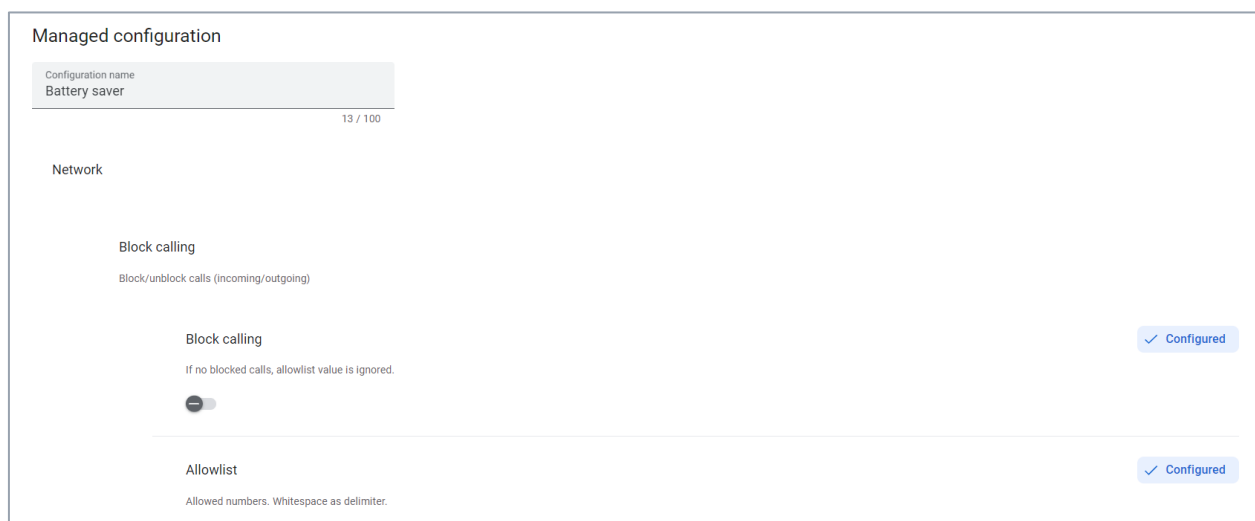 Managed configuration
Configuration name
Battery saver
13 / 100
Network
Block calling
Block/unblock calls (incoming/outgoing)
Block calling
Configured
If no blocked calls, allowlist value is ignored.
Allowlist
Configured
Allowed numbers. Whitespace as delimiter.